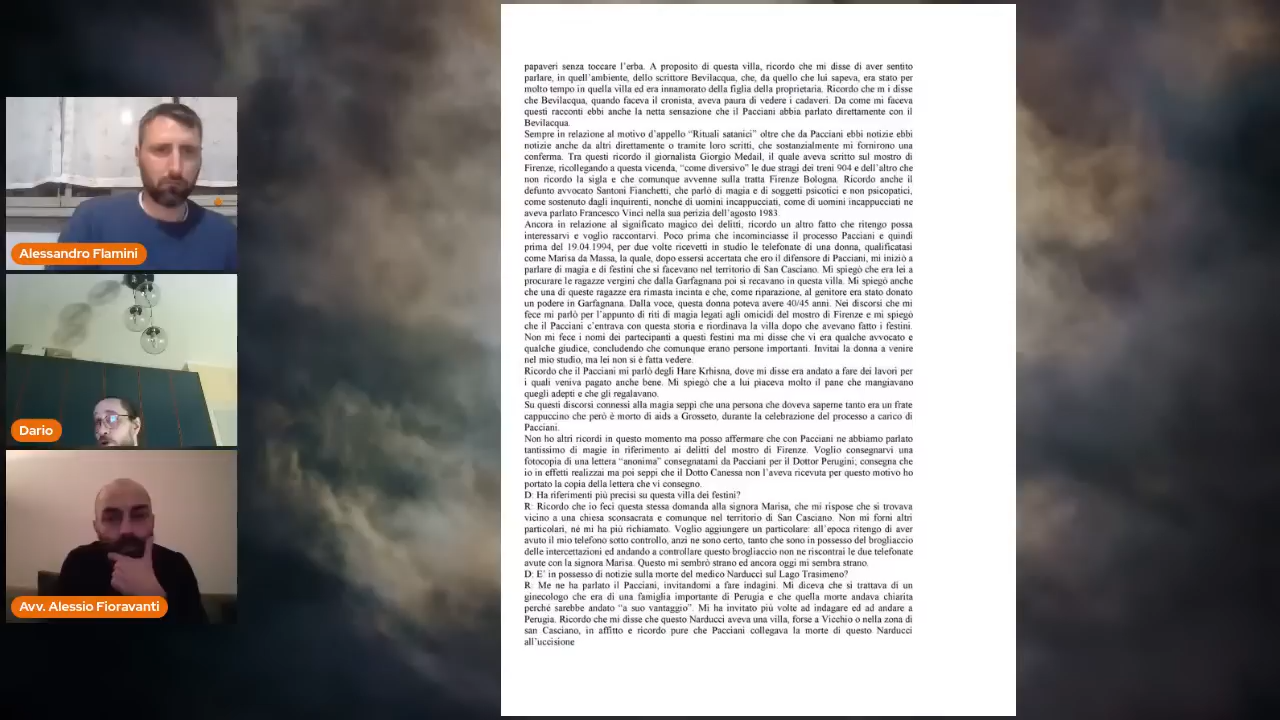 papaveri senza toccare l'erba. A proposito di questa villa, ricordo che mi disse di aver sentito
parlare, in quell'ambiente, dello scrittore Bevilacqua, che, da quello che lui sapeva, era stato per
molto tempo in quella villa ed era innamorato della figlia della proprietaria. Ricordo che m i disse
che Bevilacqua, quando faceva il cronista, aveva paura di vedere i cadaveri. Da come mi faceva
questi racconti ebbi anche la netta sensazione che il Pacciani abbia parlato direttamente con il
Bevilacqua.
Sempre in relazione al motivo d'appello "Rituali satanici" oltre che da Pacciani ebbi notizie ebbi
notizie anche da altri direttamente o tramite loro scritti, che sostanzialmente mi fornirono una
conferma. Tra questi ricordo il giornalista Giorgio Medail, il quale aveva scritto sul mostro di
Firenze, ricollegando a questa vicenda, "come diversivo" le due stragi dei treni 904 e dell'altro che
non ricordo la sigla e che comunque avvenne sulla tratta Firenze Bologna. Ricordo anche il
defunto avvocato Santoni Fianchetti, che parlò di magia e di soggetti psicotici e non psicopatici,
come sostenuto dagli inquirenti, nonché di uomini incappucciati, come di uomini incappucciati ne
aveva parlato Francesco Vinci nella sua perizia dell'agosto 1983.
Ancora in relazione al significato magico dei delitti, ricordo un altro fatto che ritengo possa
interessarvi e voglio raccontarvi. Poco prima che incominciasse il processo Pacciani e quindi
prima del 19.04.1994, per due volte ricevetti in studio le telefonate di una donna, qualificatasi
come Marisa da Massa, la quale, dopo essersi accertata che ero il difensore di Pacciani, mi iniziò a
parlare di magia e di festini che si facevano nel territorio di San Casciano. Mi spiegò che era lei a
procurare le ragazze vergini che dalla Garfagnana poi si recavano in questa villa. Mi spiegò anche
che una di queste ragazze era rimasta incinta e che, come riparazione, al genitore era stato donato
un podere in Garfagnana. Dalla voce, questa donna poteva avere 40/45 anni. Nei discorsi che mi
fece mi parlò per l'appunto di riti di magia legati agli omicidi del mostro di Firenze e mi spiegò
che il Pacciani c'entrava con questa storia e riordinava la villa dopo che avevano fatto i festini.
Non mi fece i nomi dei partecipanti a questi festini ma mi disse che vi era qualche avvocato e
qualche giudice, concludendo che comunque erano persone importanti. Invitai la donna a venire
nel mio studio, ma lei non si è fatta vedere.
Ricordo che il Pacciani mi parlò degli Hare Krhisna, dove mi disse era andato a fare dei lavori per
i quali veniva pagato anche bene. Mi spiegò che a lui piaceva molto il pane che mangiavano
quegli adepti e che gli regalavano.
Su questi discorsi connessi alla magia seppi che una persona che doveva saperne tanto era un frate
cappuccino che però è morto di aids a Grosseto, durante la celebrazione del processo a carico di
Pacciani.
Non ho altri ricordi in questo momento ma posso affermare che con Pacciani ne abbiamo parlato
tantissimo di magie in riferimento ai delitti del mostro di Firenze. Voglio consegnarvi una
fotocopia di una lettera "anonima" consegnatami da Pacciani per il Dottor Perugini; consegna che
io in effetti realizzai ma poi seppi che il Dotto Canessa non l'aveva ricevuta per questo motivo ho
portato la copia della lettera che vi consegno.
D: Ha riferimenti più precisi su questa villa dei festini?
R: Ricordo che io feci questa stessa domanda alla signora Marisa, che mi rispose che si trovava
vicino a una chiesa sconsacrata e comunque nel territorio di San Casciano. Non mi forni altri
particolari, né mi ha più richiamato. Voglio aggiungere un particolare: all'epoca ritengo di aver
avuto il mio telefono sotto controllo, anzi ne sono certo, tanto che sono in possesso del brogliaccio
delle intercettazioni ed andando a controllare questo brogliaccio non ne riscontrai le due telefonate
avute con la signora Marisa. Questo mi sembrò strano ed ancora oggi mi sembra strano.
D: E' in possesso di notizie sulla morte del medico Narducci sul Lago Trasimeno?
R: Me ne ha parlato il Pacciani, invitandomi a fare indagini. Mi diceva che si trattava di un
ginecologo che era di una famiglia importante di Perugia e che quella morte andava chiarita
perché sarebbe andato "a suo vantaggio". Mi ha invitato più volte ad indagare ed ad andare a
Perugia. Ricordo che mi disse che questo Narducci aveva una villa, forse a Vicchio o nella zona di
san Casciano, in affitto e ricordo pure che Pacciani collegava la morte di questo Narducci
all'uccisione
Alessandro Flamini
Dario
Avv. Alessio Fioravanti